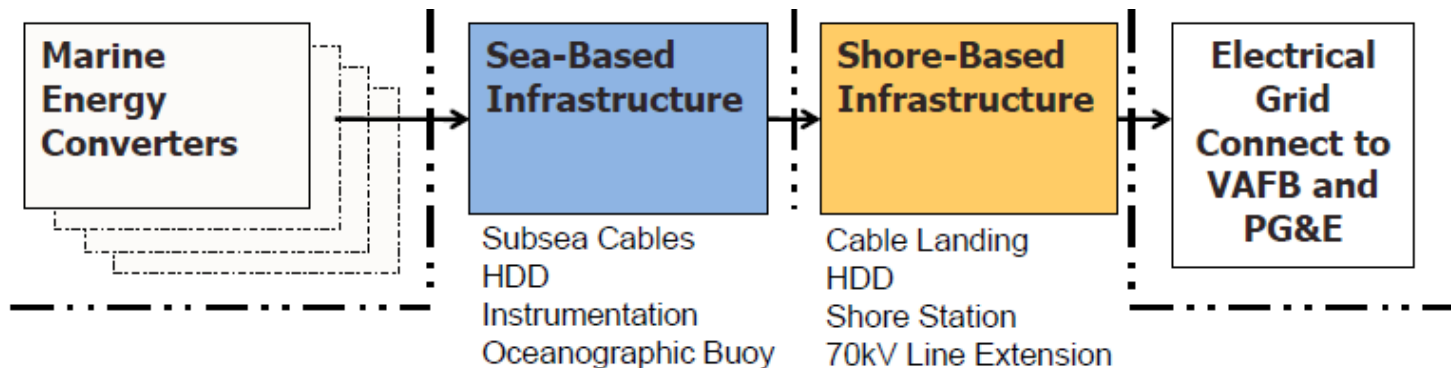 Marine
Energy
Converters
Sea-Based
Infrastructure
Subsea Cables
HDD
Instrumentation
Oceanographic Buoy
Shore-Based
Infrastructure
Cable Landing
HDD
Shore Station
70kV Line Extension
Electrical
Grid
Connect to
VAFB and
PG&E